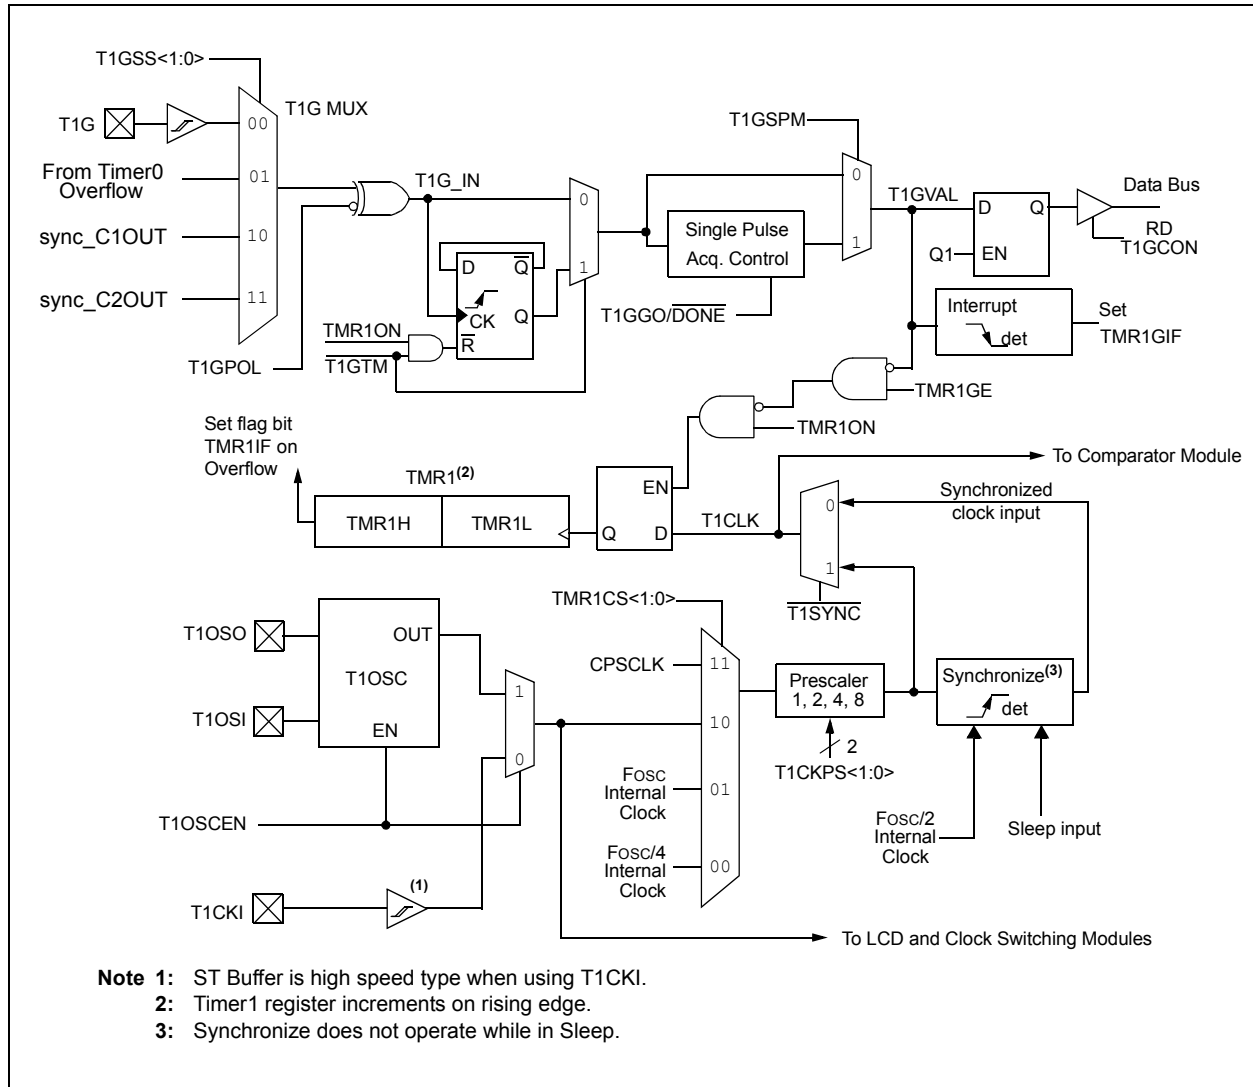 T1GSS<1:0>
T1G
00
T1G MUX
T1GSPM
From Timer0
Overflow
01
T1G_IN
0
0
T1GVAL
D
Q
Data Bus
sync_C1OUT
10
D
Q
1
Single Pulse
Acq. Control
1
Q1
EN
RD
T1GCON
sync_C2OUT
11
CK
Q
T1GGO/DONE
Interrupt
det
Set
TMR1GIF
TMR1ON
R
T1GPOL
T1GTM
TMR1GE
TMR1ON
Set flag bit
TMR1IF on
Overflow
To Comparator Module
TMR1(2)
EN
TMR1H
TMR1L
Q
D
T1CLK
0
Synchronized
clock input
1
T1SYNC
TMR1CS<1:0>
T1OSO
OUT
T1OSC
CPSCLK
11
Prescaler
1, 2, 4, 8
Synchronize(3)
det
T1OSI
EN
1
10
2
T1CKPS<1:0>
0
FOSC
Internal
Clock
01
T1OSCEN
FOSC/2
Internal
Clock
Sleep input
FOSC/4
Internal
Clock
00
T1CKI
(1)
To LCD and Clock Switching Modules
Note 1: ST Buffer is high speed type when using T1CKI.
2: Timer1 register increments on rising edge.
3: Synchronize does not operate while in Sleep.